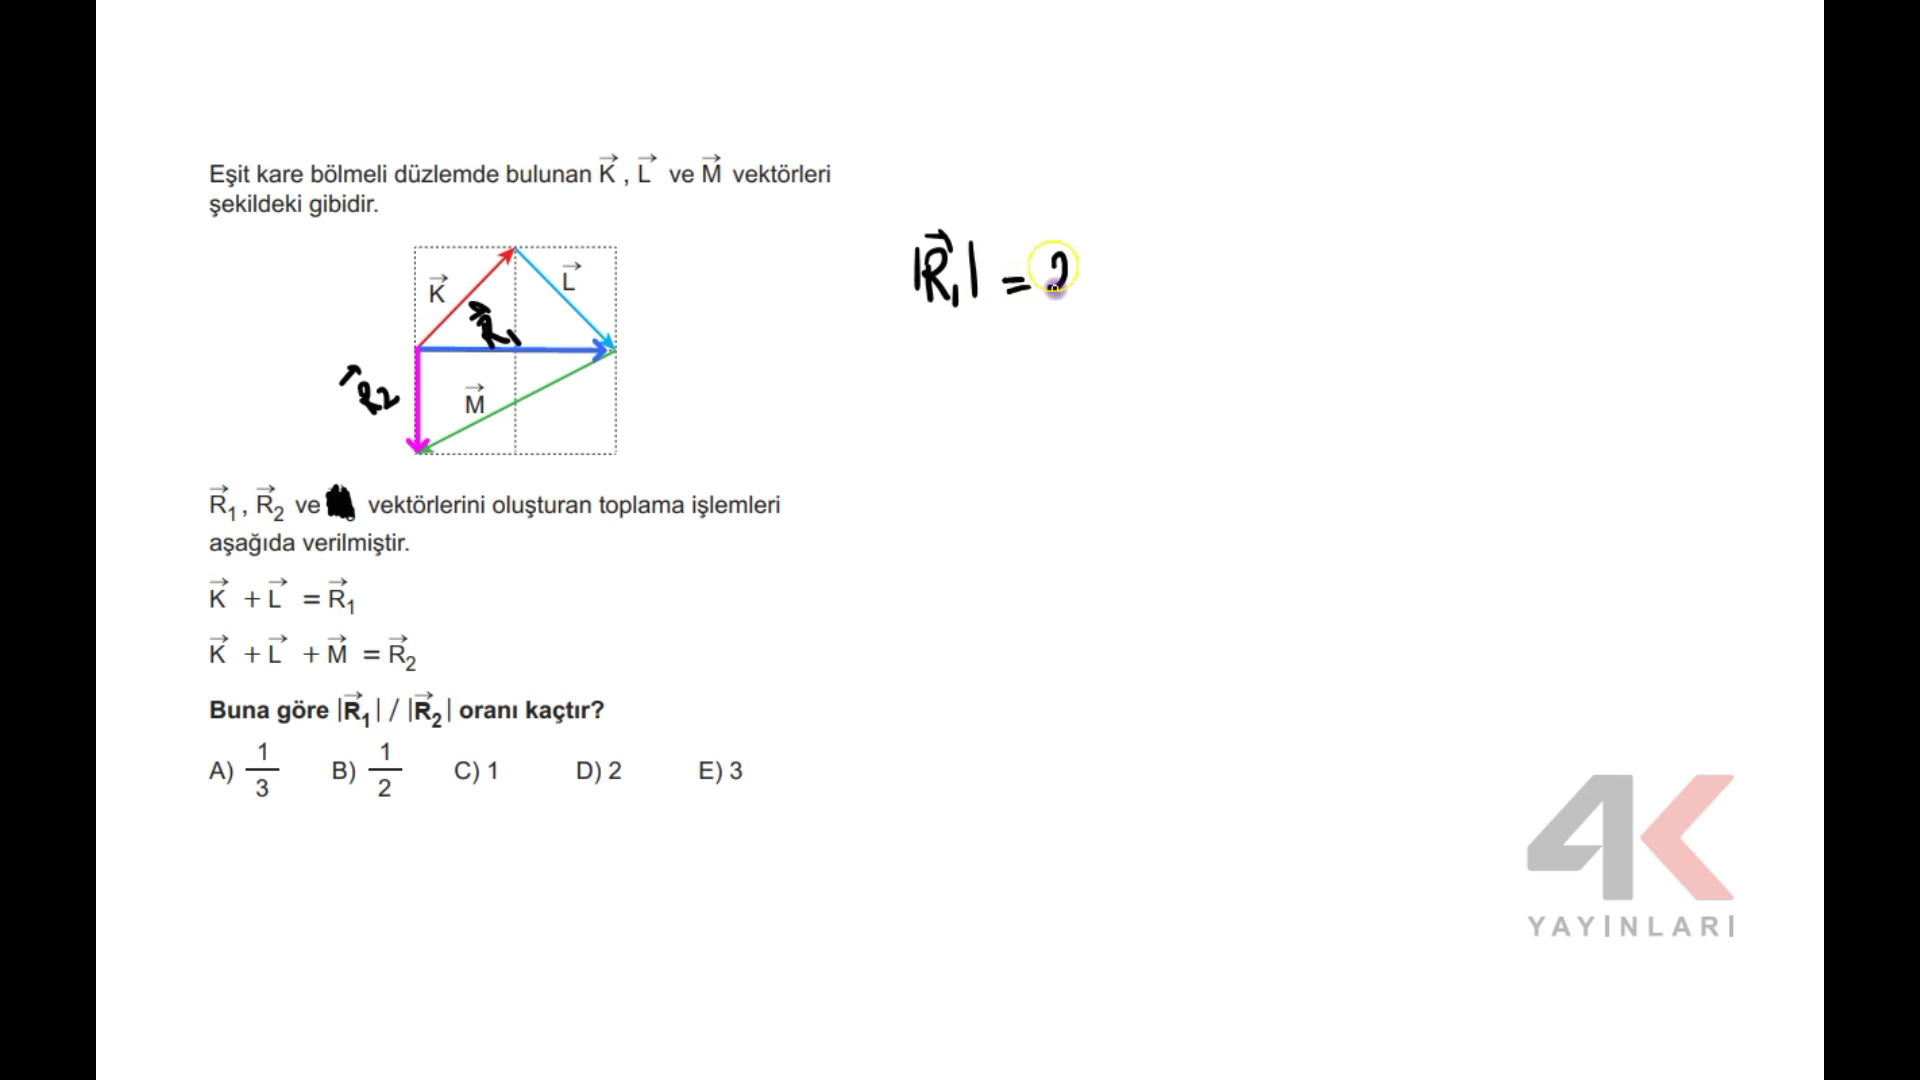 Eşit kare bölmeli düzlemde bulunan K⃗ , L⃗ ve M⃗ vektörleri
şekildeki gibidir.
|R⃗₁| = 2
K⃗
L⃗
R⃗₁
R⃗₂
M⃗
R⃗₁ , R⃗₂ ve vektörlerini oluşturan toplama işlemleri
aşağıda verilmiştir.
K⃗ + L⃗ = R⃗₁
K⃗ + L⃗ + M⃗ = R⃗₂
Buna göre |R⃗₁| / |R⃗₂| oranı kaçtır?
A) 1/3 B) 1/2 C) 1 D) 2 E) 3
4K
YAYINLARI